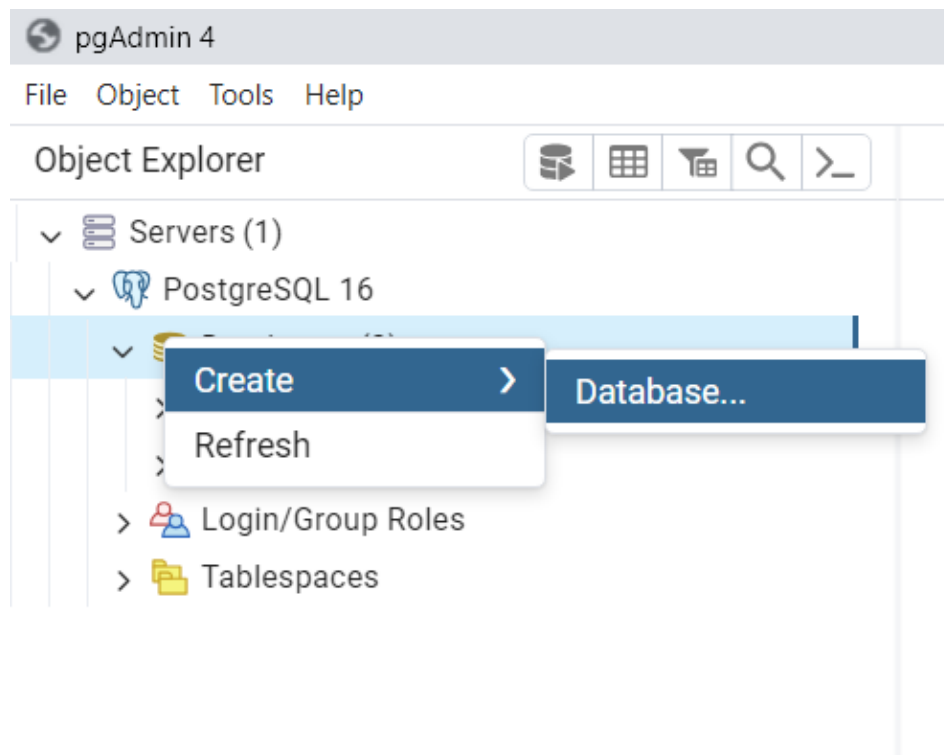 pgAdmin 4
File Object Tools Help
Object Explorer
Servers (1)
PostgreSQL 16
Create
Database...
Refresh
Login/Group Roles
Tablespaces